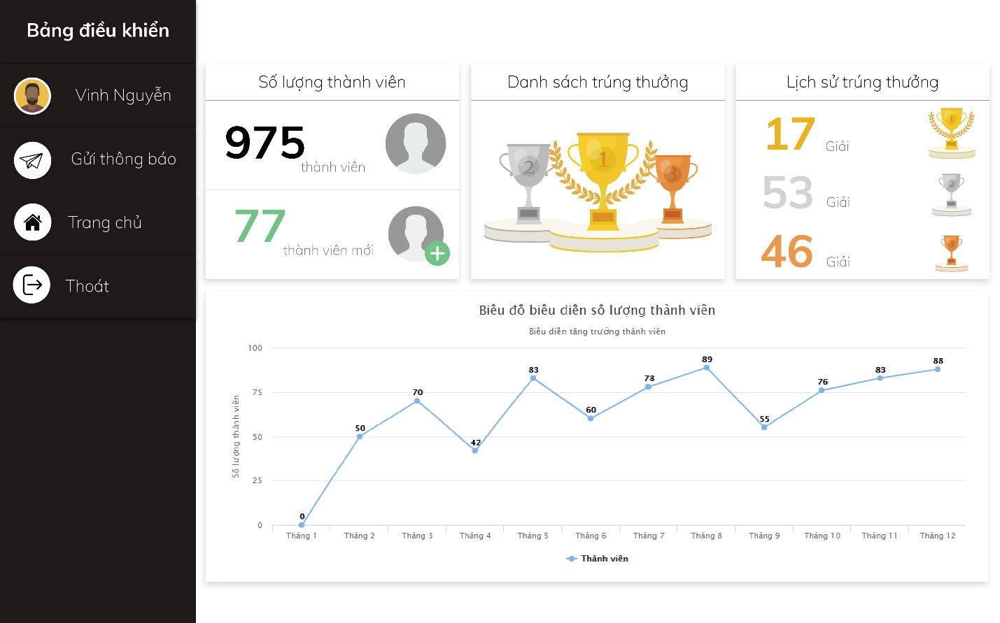 Bảng điều khiển
Vinh Nguyễn
Gửi thông báo
Trang chủ
Thoát
Số lượng thành viên
975
thành viên
77
thành viên mới
Danh sách trúng thưởng
2
1
3
Lịch sử trúng thưởng
17 Giải
1
53 Giải
2
46 Giải
3
Biểu đồ biểu diễn số lượng thành viên
Biểu diễn tăng trưởng thành viên
Số lượng thành viên
100
75
50
25
0
0
50
70
42
83
60
78
89
55
76
83
88
Tháng 1 Tháng 2 Tháng 3 Tháng 4 Tháng 5 Tháng 6 Tháng 7 Tháng 8 Tháng 9 Tháng 10 Tháng 11 Tháng 12
Thành viên